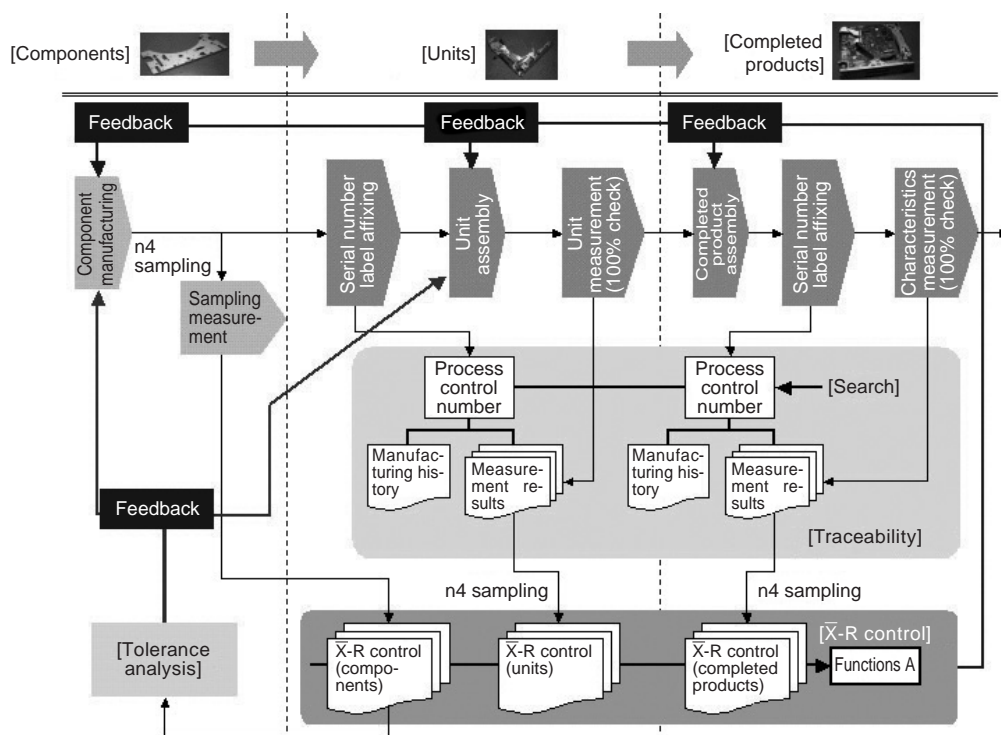 [Components]
[Units]
[Completed
products]
Feedback
Feedback
Feedback
Component
manufacturing
n4
sampling
Sampling
measure-
ment
Serial number
label affixing
Unit
assembly
Unit
measurement
(100% check)
Completed
product
assembly
Serial number
label affixing
Characteristics
measurement
(100% check)
Process
control
number
Process
control
number
[Search]
Manufac-
turing his-
tory
Measure-
ment re-
sults
Manufac-
turing his-
tory
Measure-
ment re-
sults
[Traceability]
Feedback
n4 sampling
n4 sampling
[Tolerance
analysis]
X̅-R control
(compo-
nents)
X̅-R control
(units)
X̅-R control
(completed
products)
[X̅-R control]
Functions A